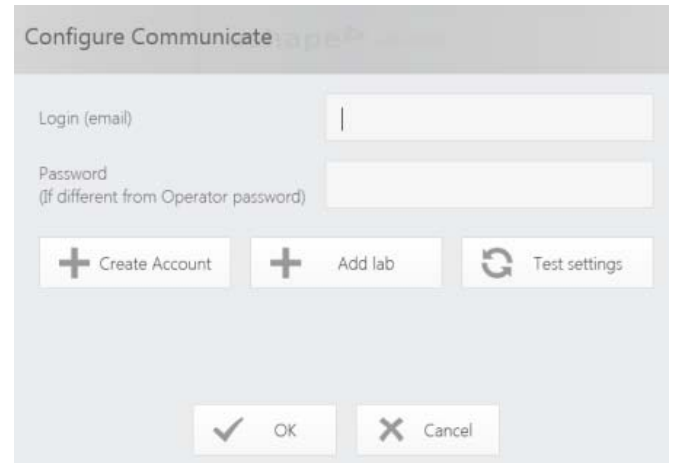 Configure Communicate
Login (email)
Password
(If different from Operator password)
Create Account
Add lab
Test settings
OK
Cancel